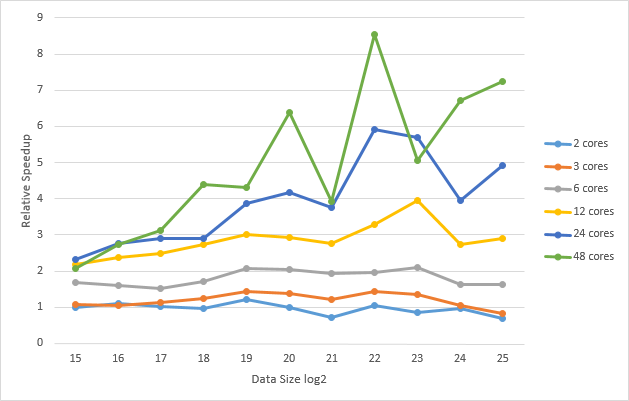 9
8
7
6
5
4
3
2
1
0
Relative Speedup
15 16 17 18 19 20 21 22 23 24 25
Data Size log2
2 cores
3 cores
6 cores
12 cores
24 cores
48 cores